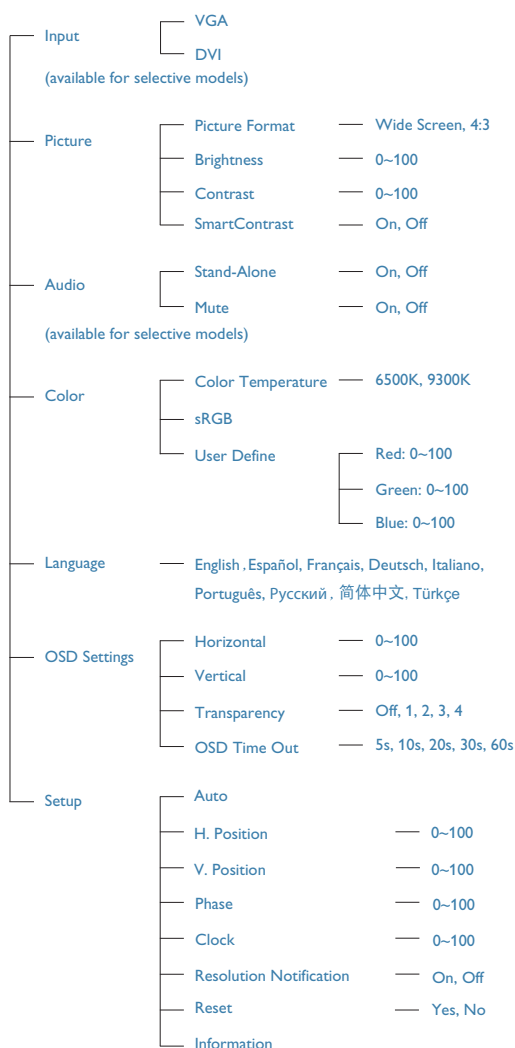 Input
VGA
DVI
(available for selective models)
Picture
Picture Format Wide Screen, 4:3
Brightness 0~100
Contrast 0~100
SmartContrast On, Off
Audio
Stand-Alone On, Off
Mute On, Off
(available for selective models)
Color
Color Temperature 6500K, 9300K
sRGB
User Define Red: 0~100
Green: 0~100
Blue: 0~100
Language English, Español, Français, Deutsch, Italiano,
Português, Русский, 简体中文, Türkçe
OSD Settings
Horizontal 0~100
Vertical 0~100
Transparency Off, 1, 2, 3, 4
OSD Time Out 5s, 10s, 20s, 30s, 60s
Setup
Auto
H. Position 0~100
V. Position 0~100
Phase 0~100
Clock 0~100
Resolution Notification On, Off
Reset Yes, No
Information